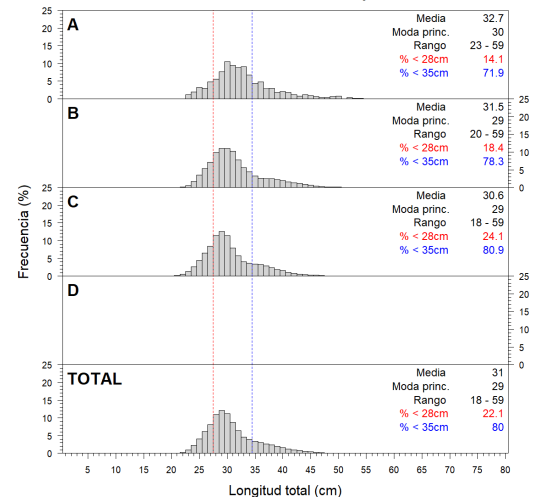 Frecuencia (%)
25
20
15
10
5
0
A
Media 32.7
Moda princ. 30
Rango 23 - 59
% < 28cm 14.1
% < 35cm 71.9
B
Media 31.5
Moda princ. 29
Rango 20 - 59
% < 28cm 18.4
% < 35cm 78.3
25
20
15
10
5
0
25
20
15
10
5
0
C
Media 30.6
Moda princ. 29
Rango 18 - 59
% < 28cm 24.1
% < 35cm 80.9
D
25
20
15
10
5
0
25
20
15
10
5
0
TOTAL
Media 31
Moda princ. 29
Rango 18 - 59
% < 28cm 22.1
% < 35cm 80
5 10 15 20 25 30 35 40 45 50 55 60 65 70 75 80
Longitud total (cm)